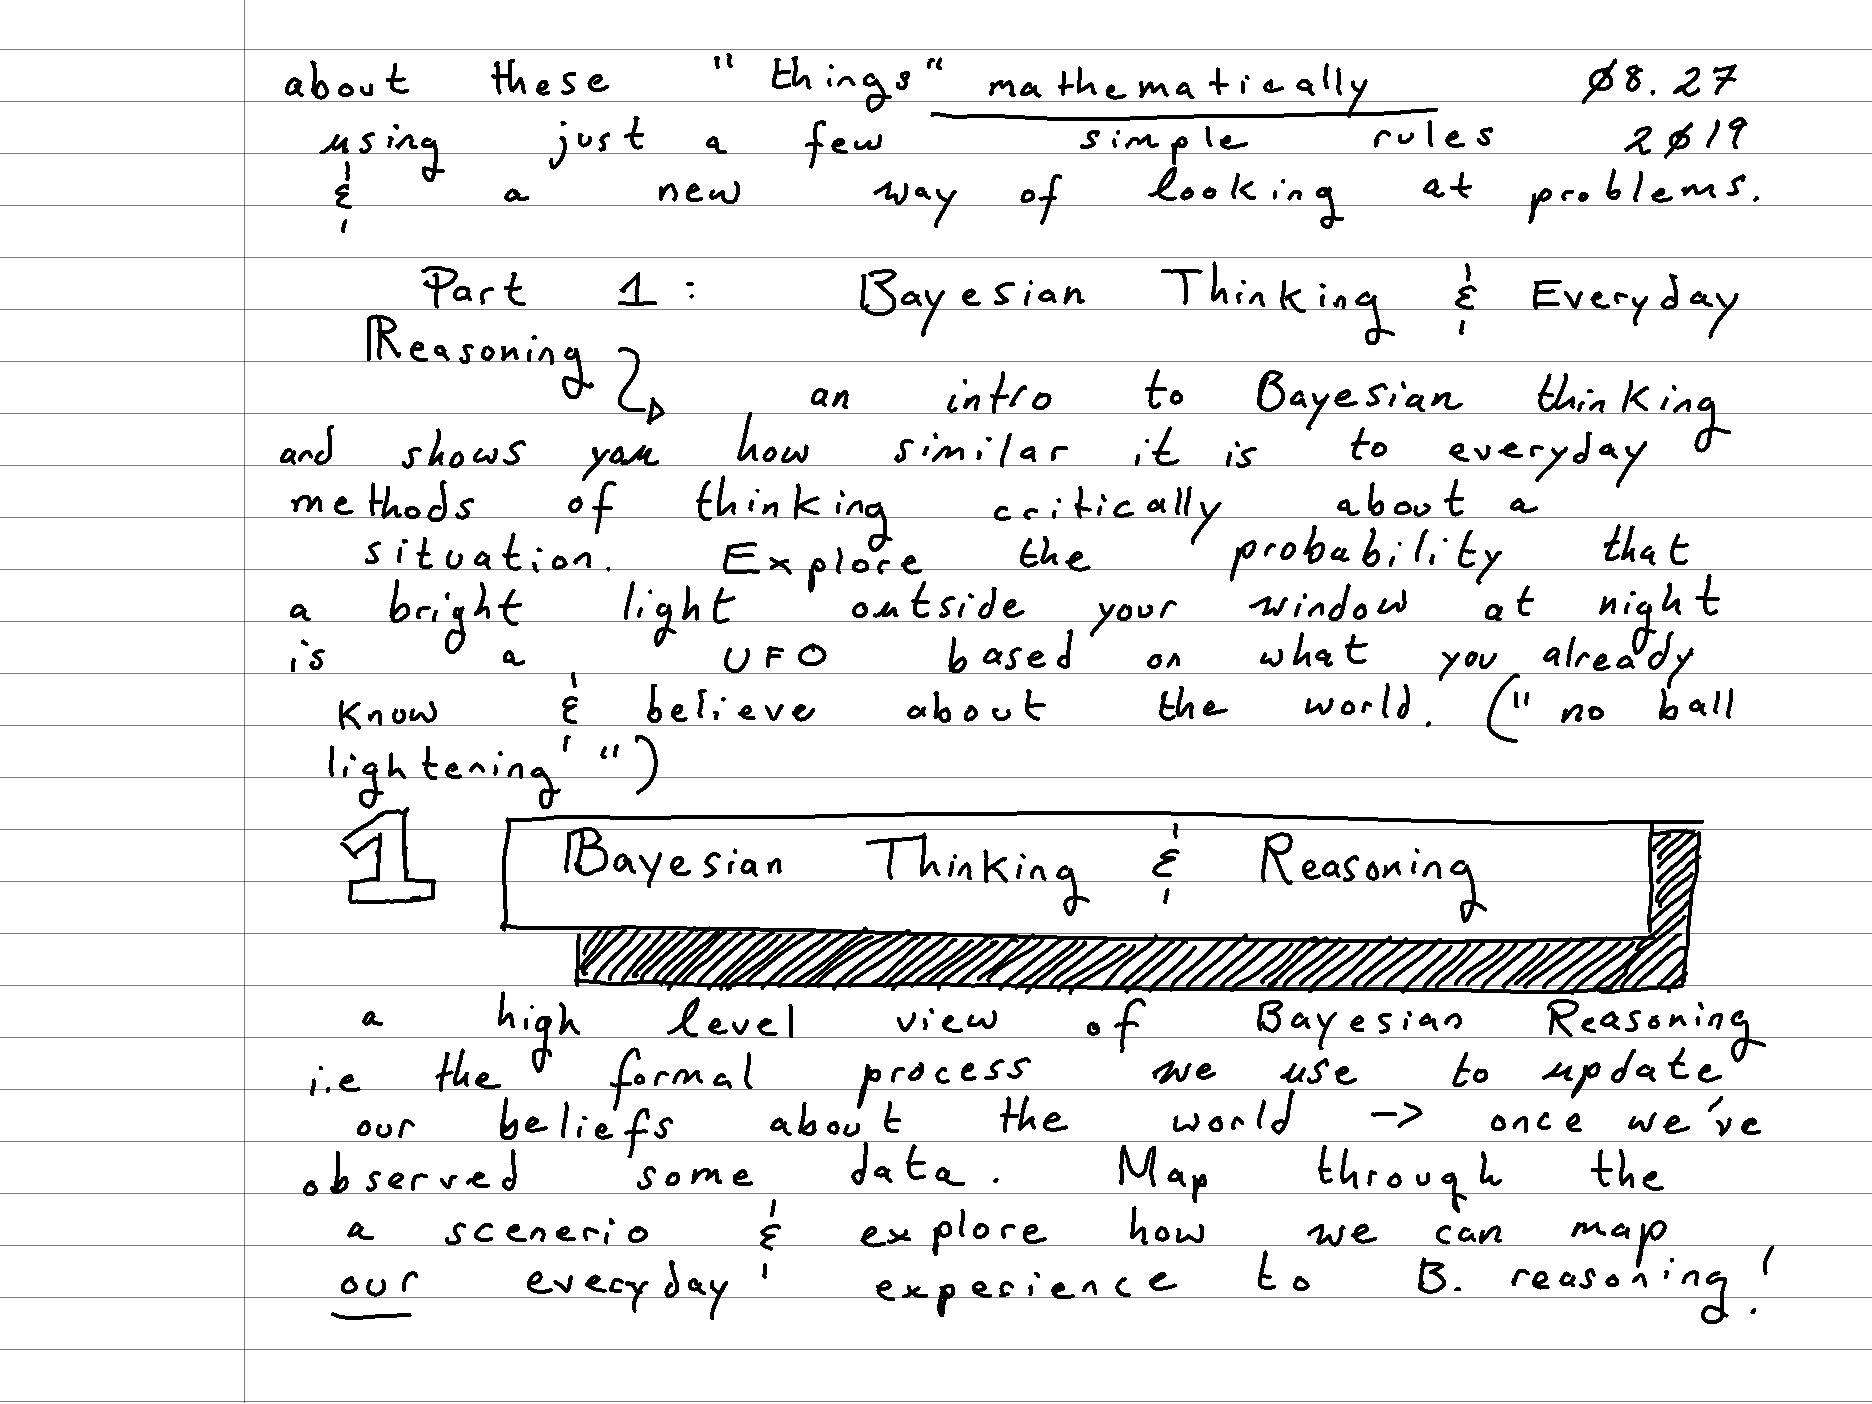 about these "things" mathematically Ø8.27
using just a few simple rules 2Ø19
& a new way of looking at problems.
Part 1: Bayesian Thinking & Everyday
Reasoning
an intro to Bayesian thinking
and shows you how similar it is to everyday
methods of thinking critically about a
situation. Explore the probability that
a bright light outside your window at night
is a UFO based on what you already
know & believe about the world. ("no ball
lightening")
1 Bayesian Thinking & Reasoning
a high level view of Bayesian Reasoning
i.e the formal process we use to update
our beliefs about the world -> once we've
observed some data. Map through the
a scenerio & explore how we can map
our everyday experience to B. reasoning!